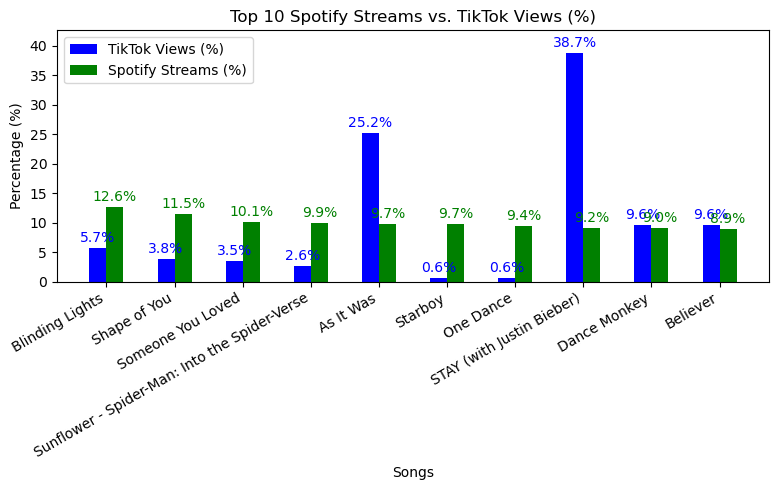 Top 10 Spotify Streams vs. TikTok Views (%)
TikTok Views (%)
Spotify Streams (%)
Percentage (%)
40
35
30
25
20
15
10
5
0
5.7%
12.6%
3.8%
11.5%
3.5%
10.1%
2.6%
9.9%
25.2%
9.7%
0.6%
9.7%
0.6%
9.4%
38.7%
9.2%
9.6%
9.0%
9.6%
8.9%
Blinding Lights
Shape of You
Someone You Loved
Sunflower - Spider-Man: Into the Spider-Verse
As It Was
Starboy
One Dance
STAY (with Justin Bieber)
Dance Monkey
Believer
Songs